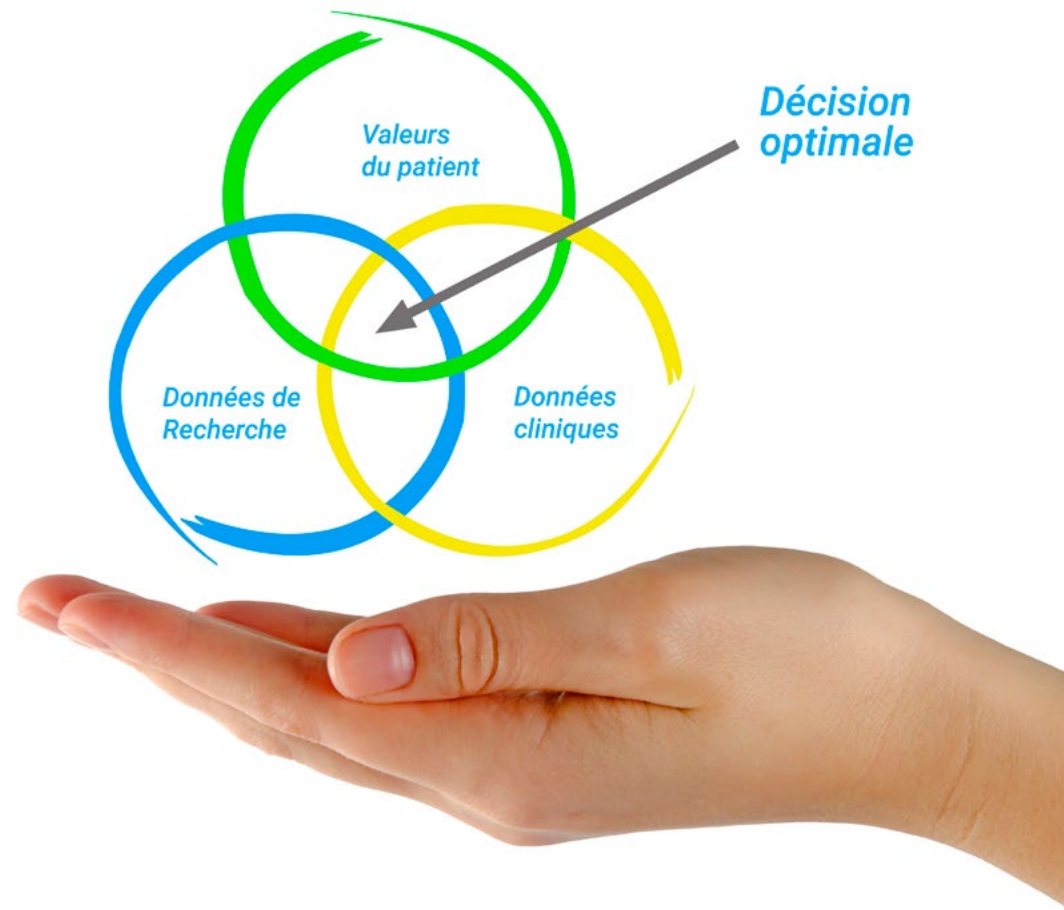 Valeurs
du patient
Décision
optimale
Données de
Recherche
Données
cliniques